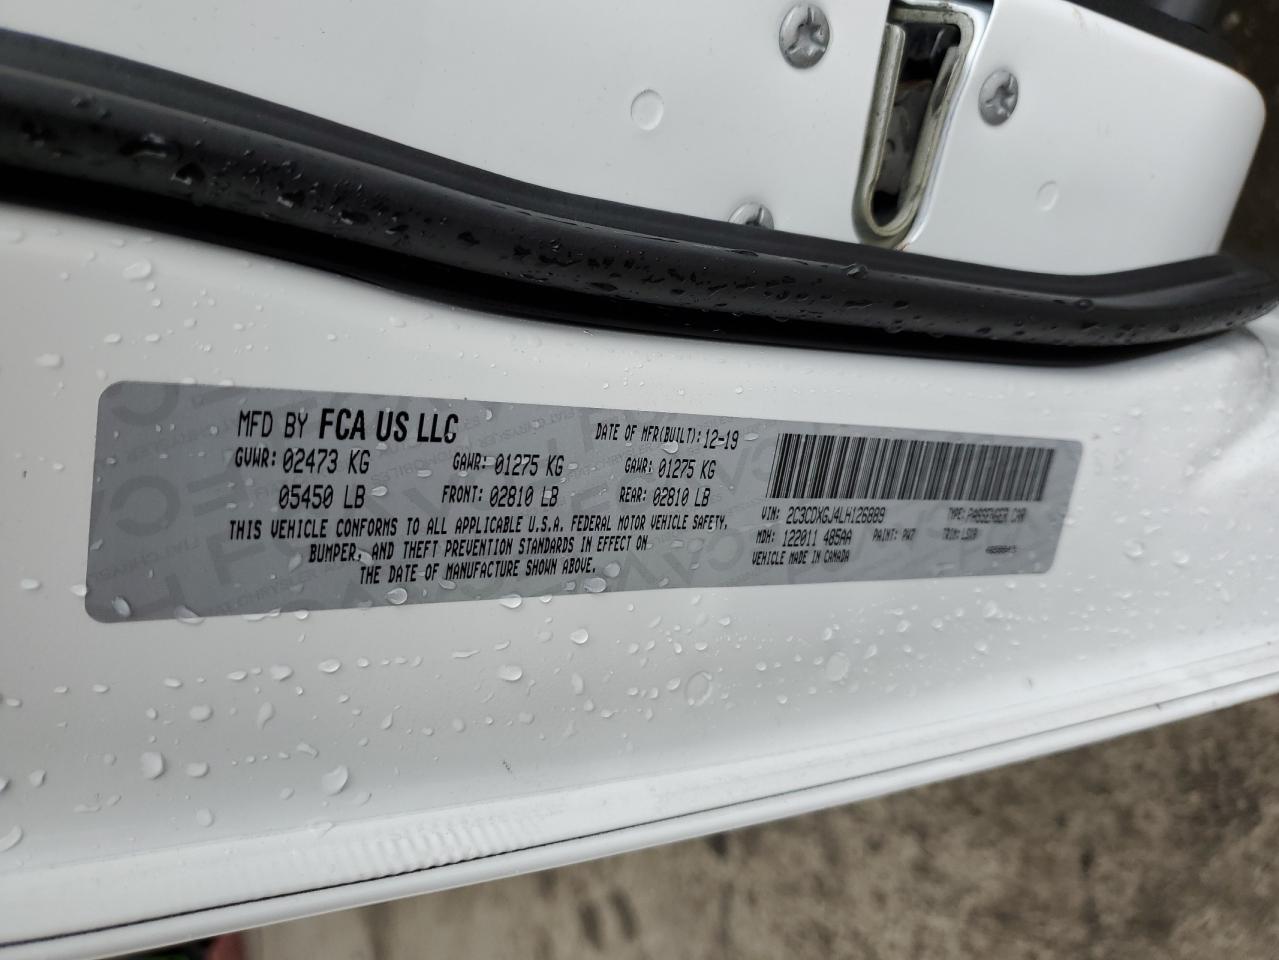 MFD BY FCA US LLC
DATE OF MFR(BUILT): 12-19
GVWR: 02473 KG GAWR: 01275 KG GAWR: 01275 KG
05450 LB FRONT: 02810 LB REAR: 02810 LB
THIS VEHICLE CONFORMS TO ALL APPLICABLE U.S.A. FEDERAL MOTOR VEHICLE SAFETY,
BUMPER, AND THEFT PREVENTION STANDARDS IN EFFECT ON
THE DATE OF MANUFACTURE SHOWN ABOVE.
VIN: 2C3CDXGJ4LH126889 TYPE: PASSENGER CAR
MDH: 122011 485AA PAINT: PW7 TRIM:
VEHICLE MADE IN CANADA